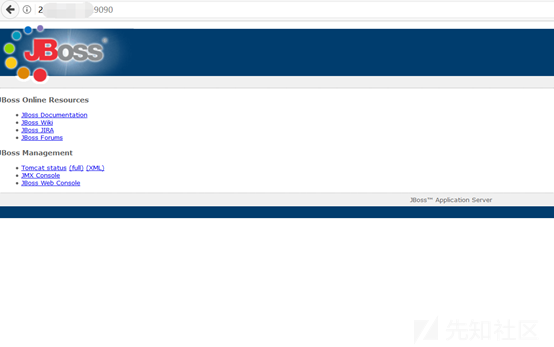 2
:9090
JBoss
JBoss Online Resources
JBoss Documentation
JBoss Wiki
JBoss JIRA
JBoss Forums
JBoss Management
Tomcat status (full) (XML)
JMX Console
JBoss Web Console
JBoss™ Application Server
先知社区